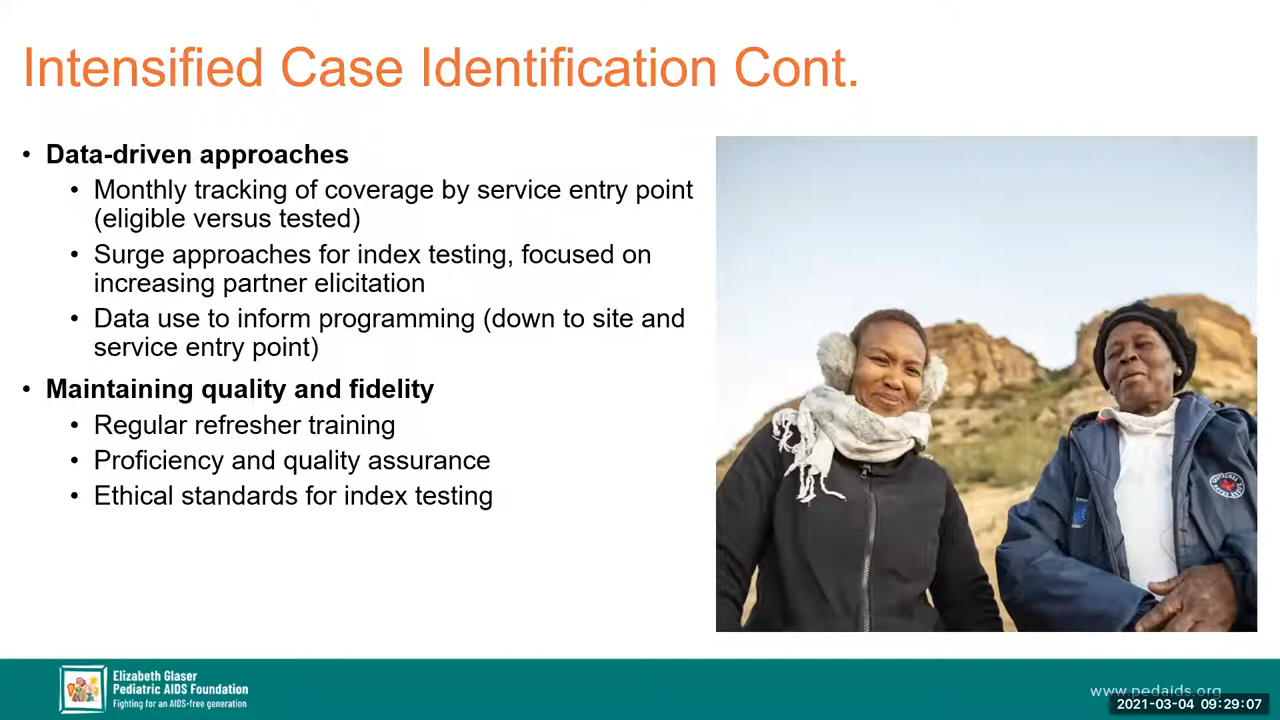 Intensified Case Identification Cont.
• Data-driven approaches
• Monthly tracking of coverage by service entry point
(eligible versus tested)
• Surge approaches for index testing, focused on
increasing partner elicitation
• Data use to inform programming (down to site and
service entry point)
• Maintaining quality and fidelity
• Regular refresher training
• Proficiency and quality assurance
• Ethical standards for index testing
Elizabeth Glaser
Pediatric AIDS Foundation
Fighting for an AIDS-free generation
www.pedaids.org
2021-03-04 09:29:07